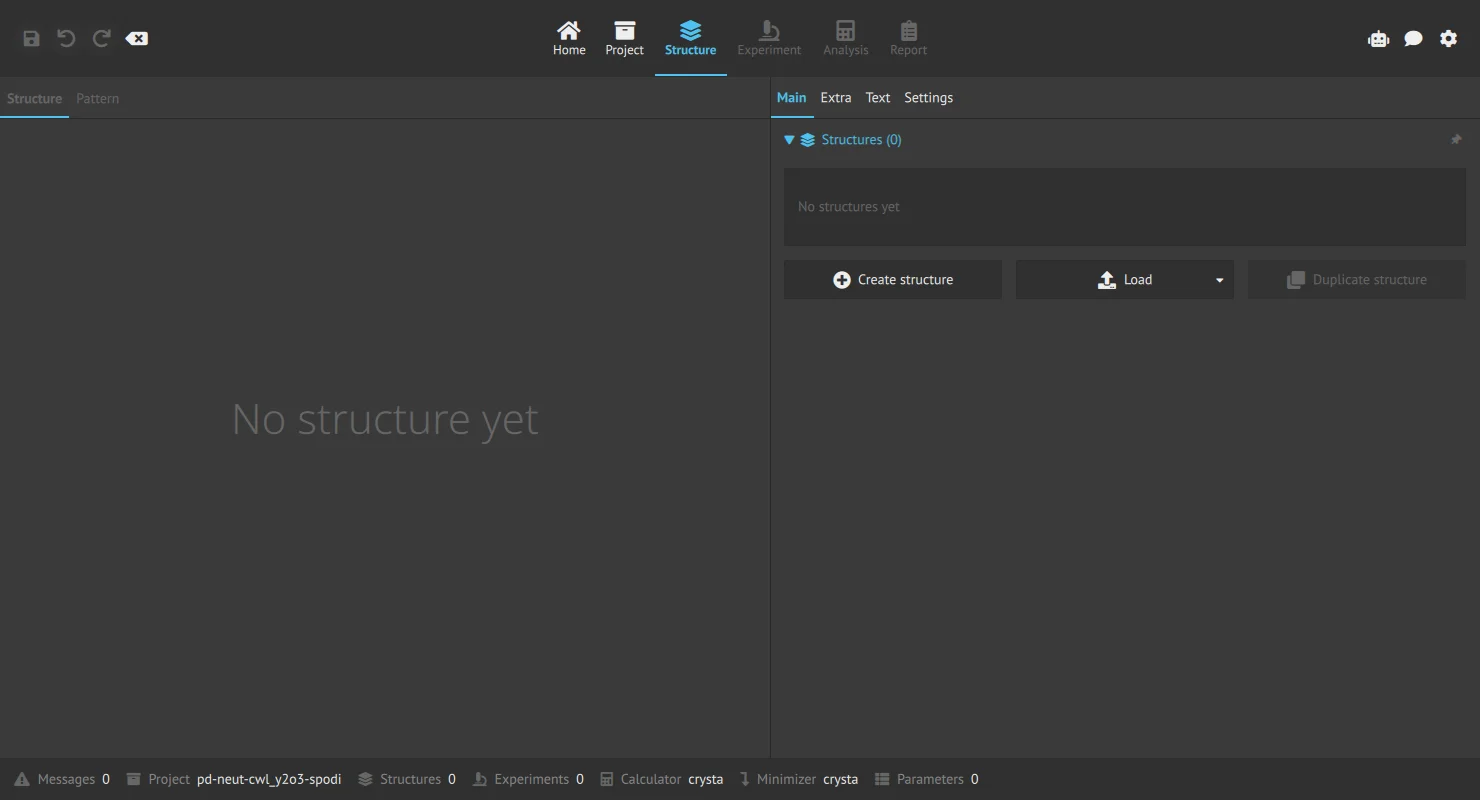 Home Project Structure Experiment Analysis Report
Structure Pattern
Main Extra Text Settings
Structures (0)
No structures yet
Create structure Load Duplicate structure
No structure yet
Messages 0 Project pd-neut-cwl_y2o3-spodi Structures 0 Experiments 0 Calculator crysta Minimizer crysta Parameters 0